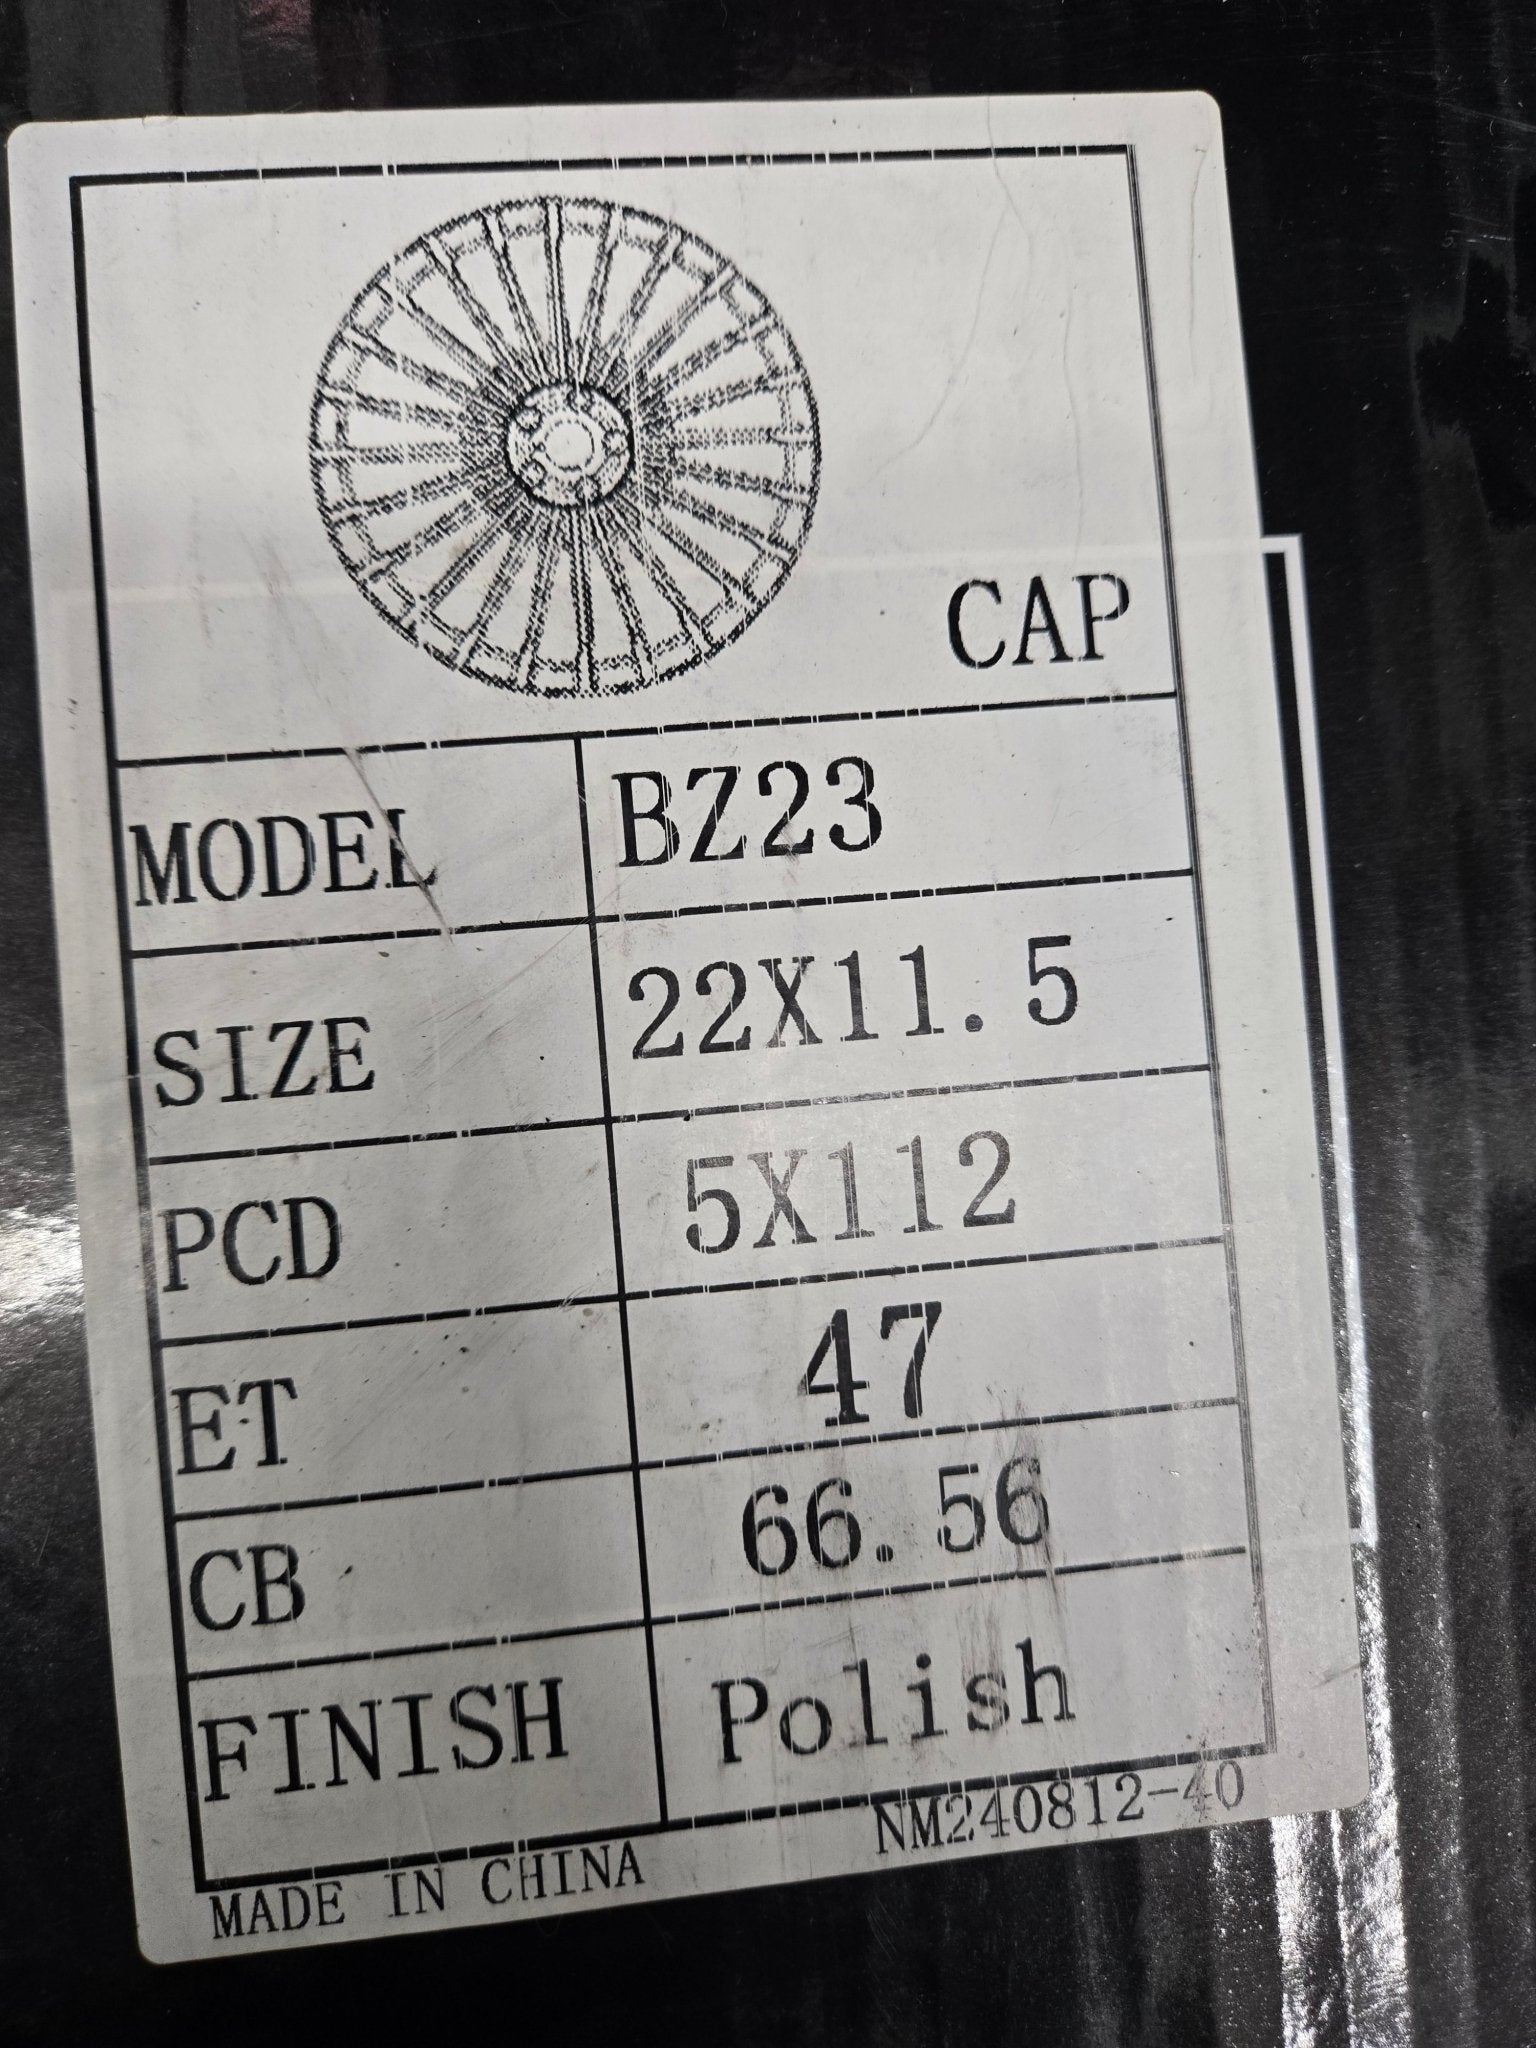 CAP
MODEL BZ23
SIZE 22X11.5
PCD 5X112
ET 47
CB 66.56
FINISH Polish
MADE IN CHINA NM240812-40